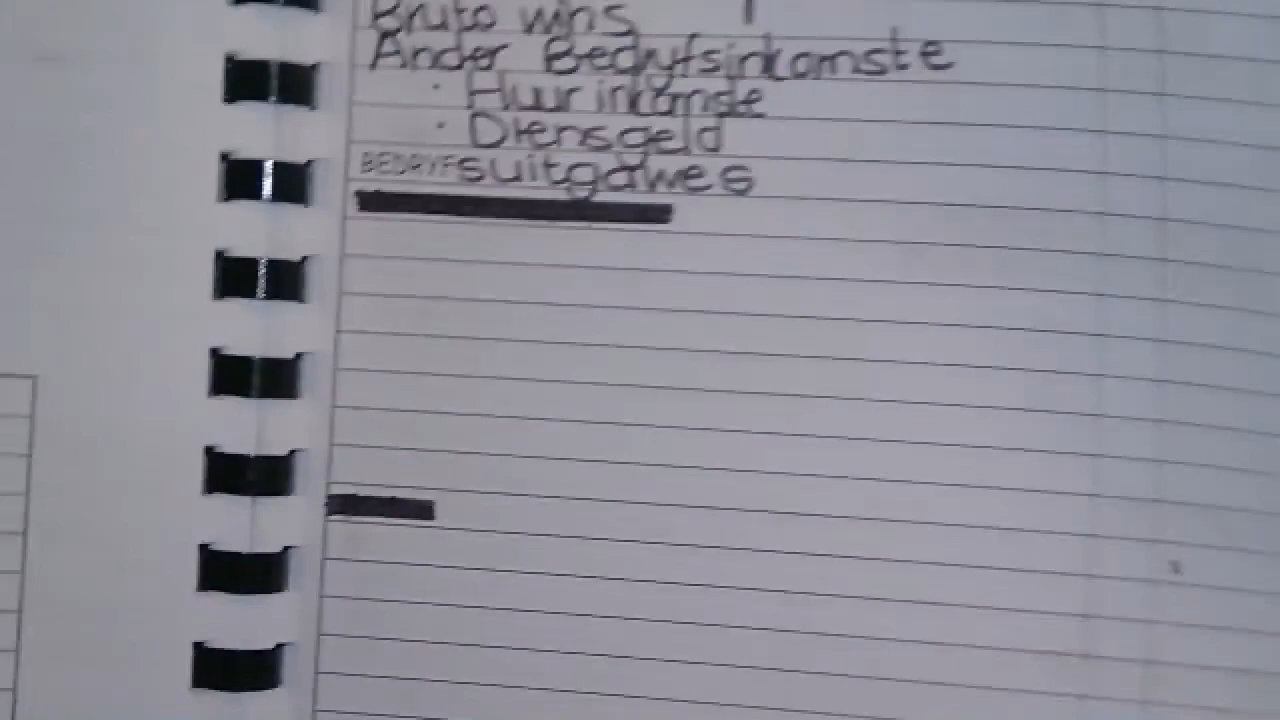 Bruto wins
Ander Bedryfsinkomste
· Huur inkomste
· Diensgeld
BEDRYFSuitgawes